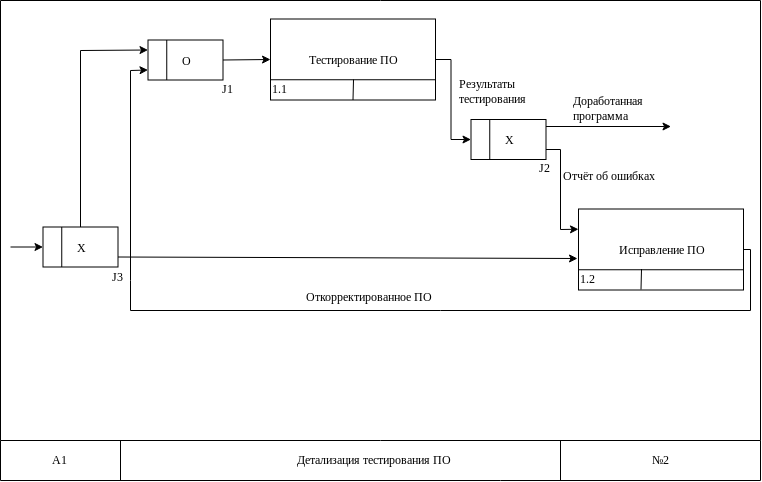 O
J1
Тестирование ПО
1.1
Результаты
тестирования
Доработанная
программа
X
J2
Отчёт об ошибках
X
J3
Исправление ПО
1.2
Откорректированное ПО
А1
Детализация тестирования ПО
№2